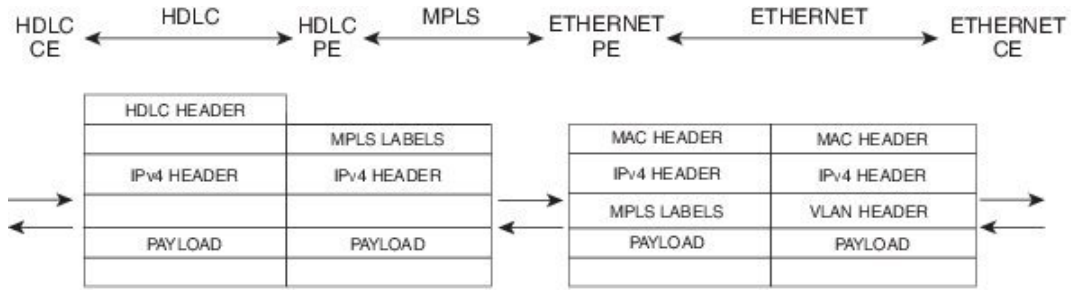 HDLC CE HDLC HDLC PE MPLS ETHERNET PE ETHERNET ETHERNET CE
HDLC HEADER
MPLS LABELS MAC HEADER MAC HEADER
IPv4 HEADER IPv4 HEADER IPv4 HEADER IPv4 HEADER
MPLS LABELS VLAN HEADER
PAYLOAD PAYLOAD PAYLOAD PAYLOAD